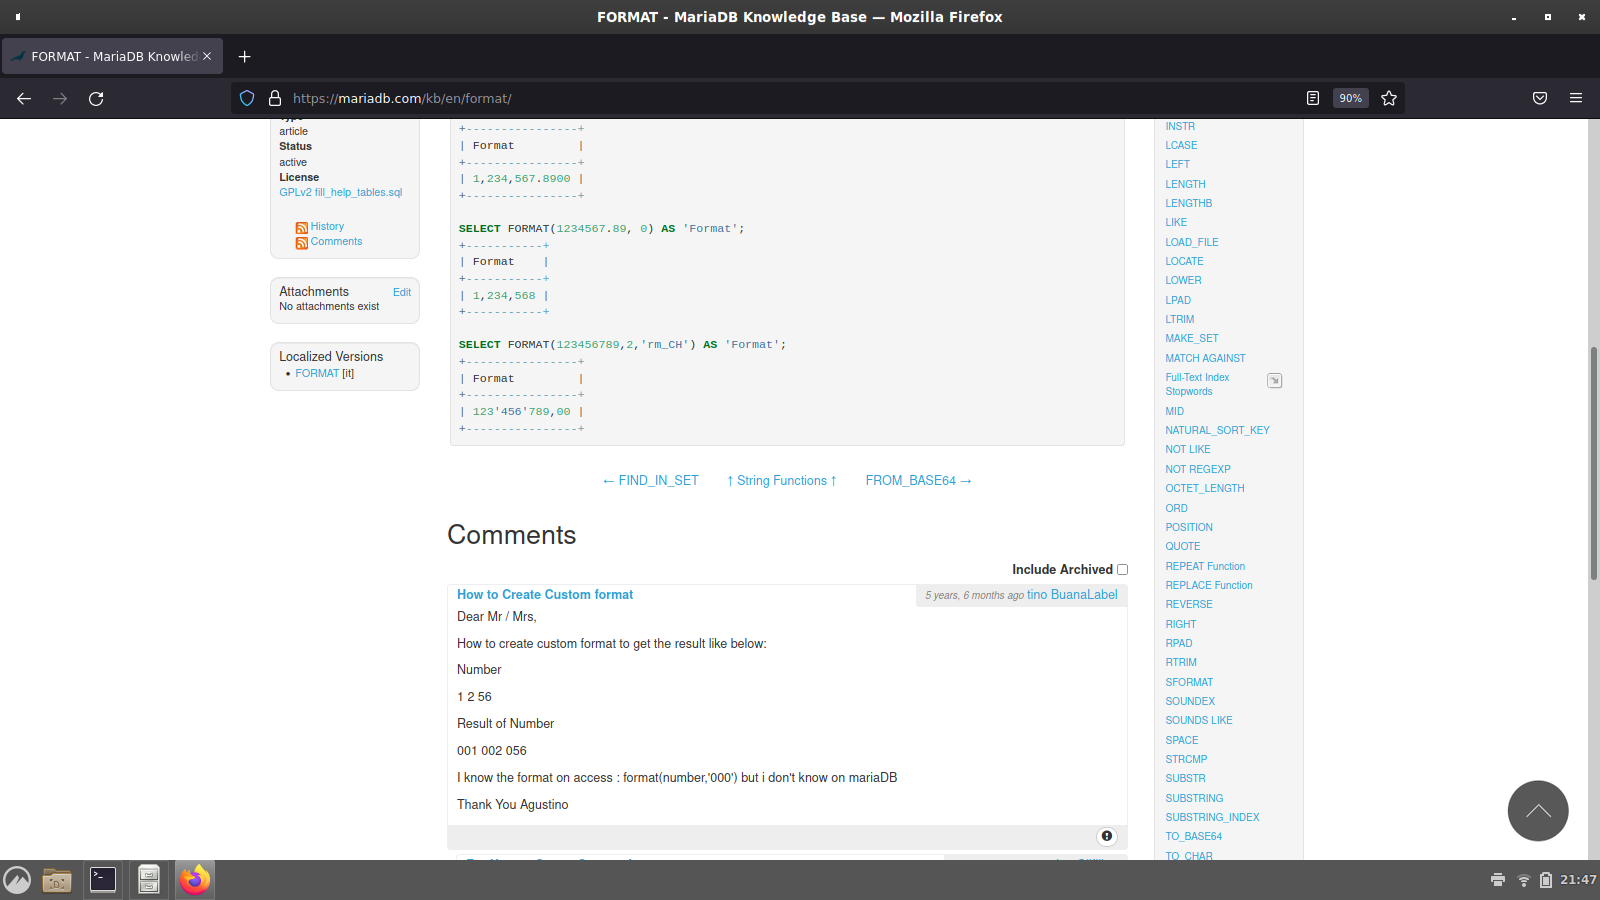 FORMAT - MariaDB Knowledge Base — Mozilla Firefox
FORMAT - MariaDB Knowled
https://mariadb.com/kb/en/format/
90%
Type
article
Status
active
License
GPLv2 fill_help_tables.sql
History
Comments
Attachments Edit
No attachments exist
Localized Versions
• FORMAT [it]
+----------------+
| Format         |
+----------------+
| 1,234,567.8900 |
+----------------+
SELECT FORMAT(1234567.89, 0) AS 'Format';
+-----------+
| Format    |
+-----------+
| 1,234,568 |
+-----------+
SELECT FORMAT(123456789,2,'rm_CH') AS 'Format';
+----------------+
| Format         |
+----------------+
| 123'456'789,00 |
+----------------+
← FIND_IN_SET ↑ String Functions ↑ FROM_BASE64 →
Comments
Include Archived
How to Create Custom format 5 years, 6 months ago tino BuanaLabel
Dear Mr / Mrs,
How to create custom format to get the result like below:
Number
1 2 56
Result of Number
001 002 056
I know the format on access : format(number,'000') but i don't know on mariaDB
Thank You Agustino
INSTR
LCASE
LEFT
LENGTH
LENGTHB
LIKE
LOAD_FILE
LOCATE
LOWER
LPAD
LTRIM
MAKE_SET
MATCH AGAINST
Full-Text Index
Stopwords
MID
NATURAL_SORT_KEY
NOT LIKE
NOT REGEXP
OCTET_LENGTH
ORD
POSITION
QUOTE
REPEAT Function
REPLACE Function
REVERSE
RIGHT
RPAD
RTRIM
SFORMAT
SOUNDEX
SOUNDS LIKE
SPACE
STRCMP
SUBSTR
SUBSTRING
SUBSTRING_INDEX
TO_BASE64
TO_CHAR
21:47